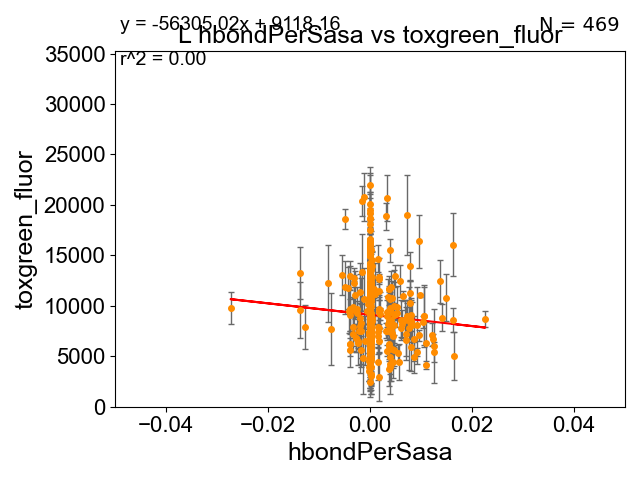 y = -56305.02x + 9118.16
N = 469
L hbondPerSasa vs toxgreen_fluor
r^2 = 0.00
35000
30000
25000
20000
15000
10000
5000
0
toxgreen_fluor
−0.04 −0.02 0.00 0.02 0.04
hbondPerSasa